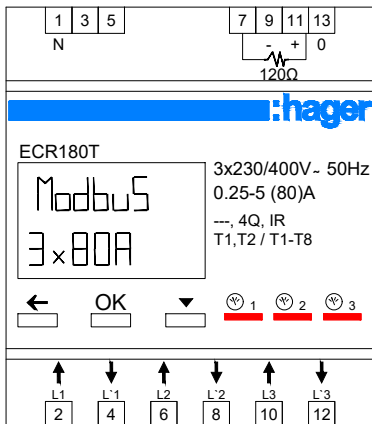 1 3 5 7 9 11 13
N - + 0
120Ω
:hager
ECR180T
3x230/400V~ 50Hz
0.25-5 (80)A
---, 4Q, IR
T1,T2 / T1-T8
ModbuS
3×80A
OK
1 2 3
L1 L`1 L2 L`2 L3 L`3
2 4 6 8 10 12